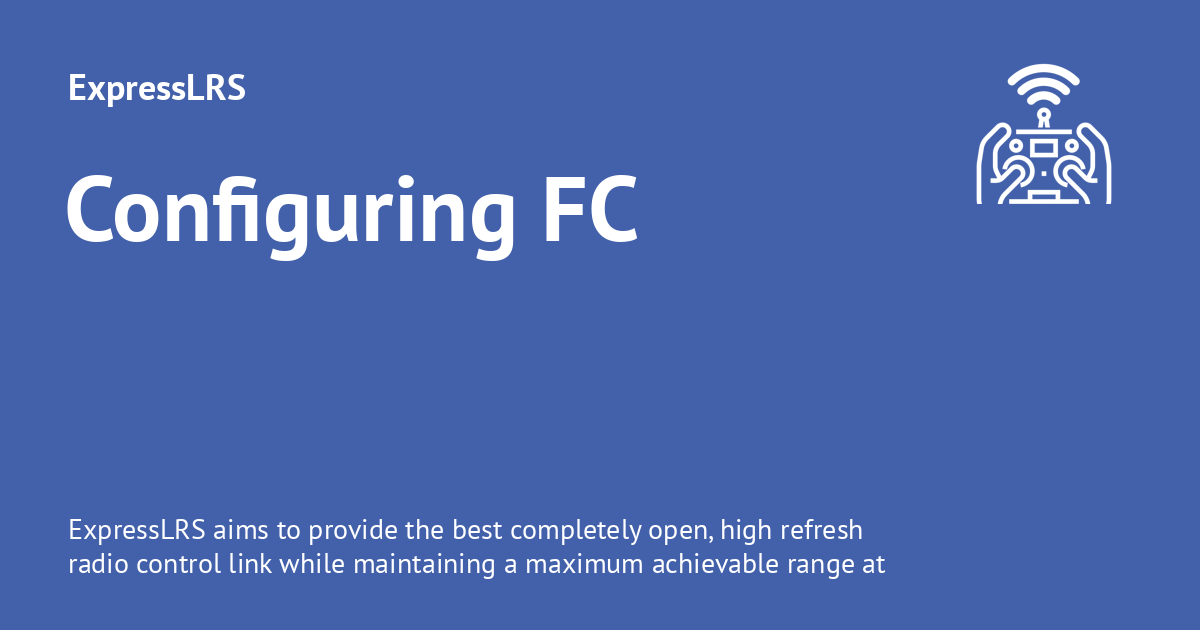 ExpressLRS
Configuring FC
ExpressLRS aims to provide the best completely open, high refresh
radio control link while maintaining a maximum achievable range at